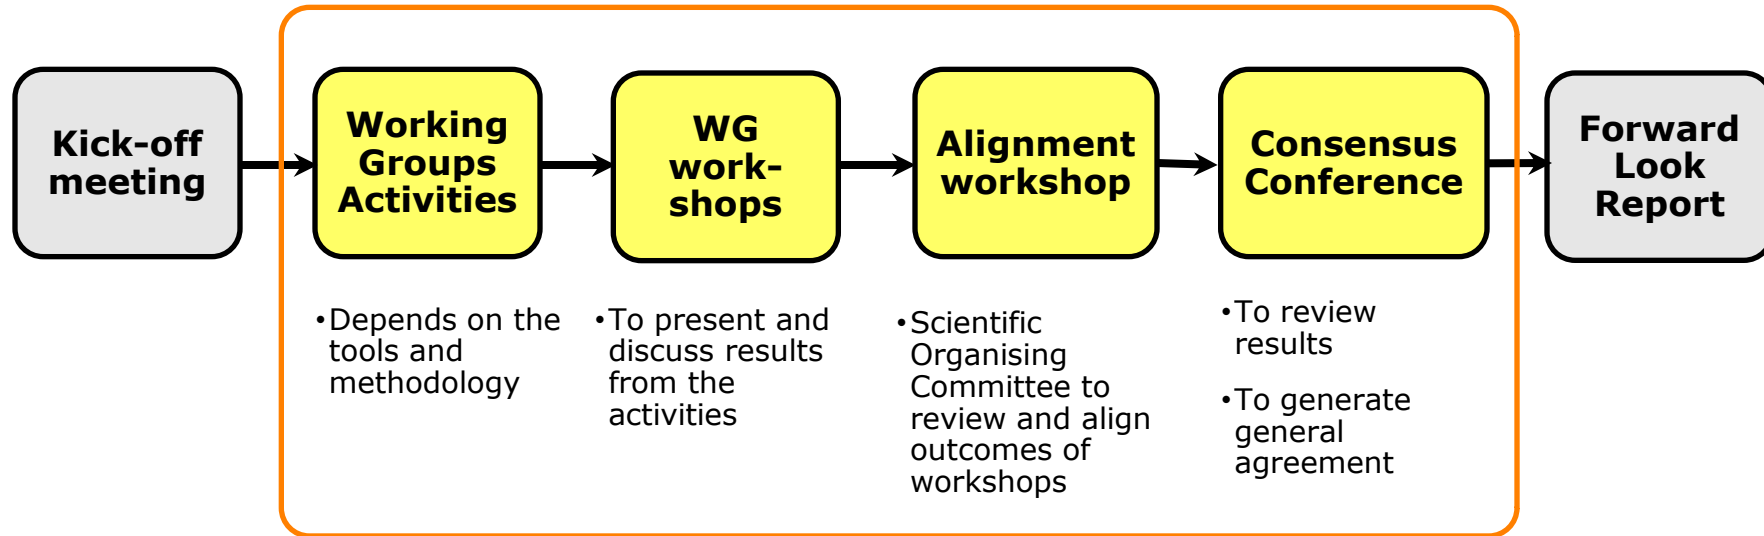 Kick-off
meeting
Working
Groups
Activities
WG
work-
shops
Alignment
workshop
Consensus
Conference
Forward
Look
Report
•Depends on the
tools and
methodology
•To present and
discuss results
from the
activities
•Scientific
Organising
Committee to
review and align
outcomes of
workshops
•To review
results
•To generate
general
agreement